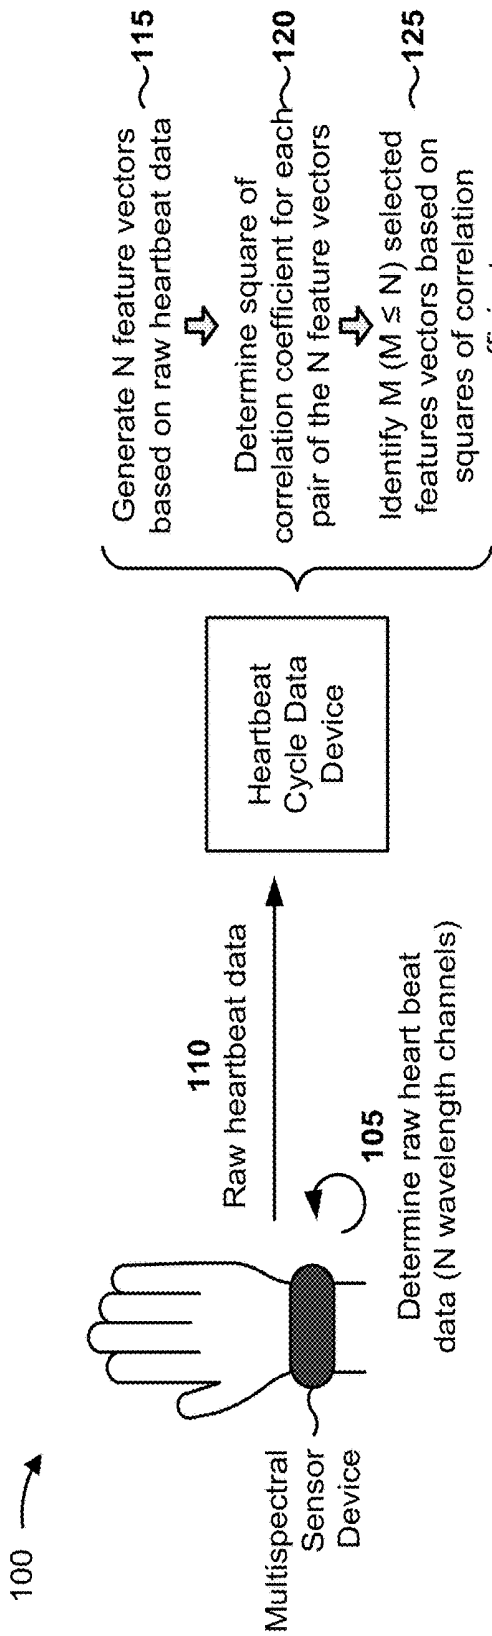 100
Multispectral
Sensor
Device
105
Determine raw heart beat
data (N wavelength channels)
110
Raw heartbeat data
Heartbeat
Cycle Data
Device
Generate N feature vectors
based on raw heartbeat data
115
Determine square of
correlation coefficient for each
pair of the N feature vectors
120
Identify M (M ≤ N) selected
features vectors based on
squares of correlation
125